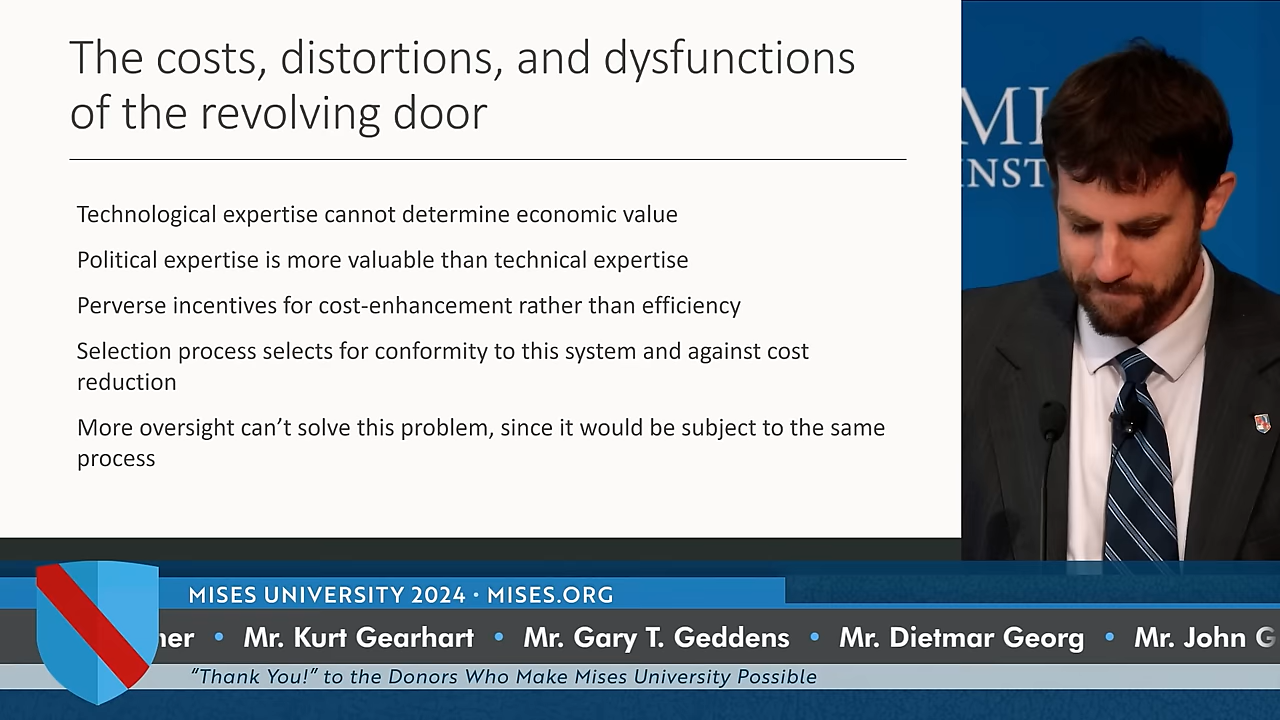 The costs, distortions, and dysfunctions
of the revolving door
Technological expertise cannot determine economic value
Political expertise is more valuable than technical expertise
Perverse incentives for cost-enhancement rather than efficiency
Selection process selects for conformity to this system and against cost
reduction
More oversight can’t solve this problem, since it would be subject to the same
process
MI
INST
MISES UNIVERSITY 2024 · MISES.ORG
ner • Mr. Kurt Gearhart • Mr. Gary T. Geddens • Mr. Dietmar Georg • Mr. John G
“Thank You!” to the Donors Who Make Mises University Possible